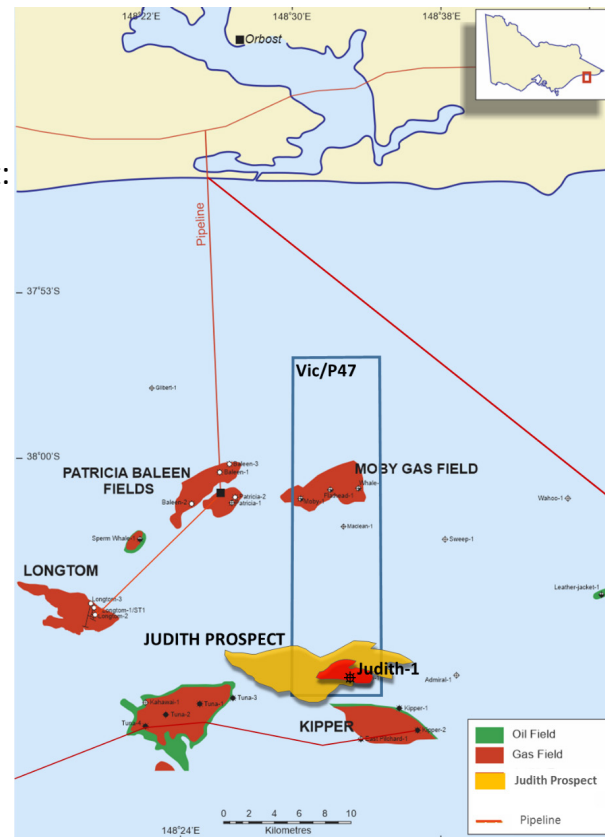 148°22'E
148°30'E
148°38'E
Orbost
:
Pipeline
37°53'S
Vic/P47
Gilbert-1
38°00'S
PATRICIA BALEEN
FIELDS
Baleen-3
Baleen-1
Baleen-2
Patricia-2
Patricia-1
MOBY GAS FIELD
Whale-
Flathead-1
Moby-1
Wahoo-1
Sperm Whale-1
Sweep-1
LONGTOM
Longtom-3
Longtom-1/ST1
Longtom-2
Leather-jacket-1
JUDITH PROSPECT
Judith-1
Admiral-1
Tuna-3
Tuna-1
Tuna-2
Tuna-4
KIPPER
Kipper-1
Kipper-2
Oil Field
Gas Field
Judith Prospect
Pipeline
0 2 4 6 8 10
Kilometres
148°24'E